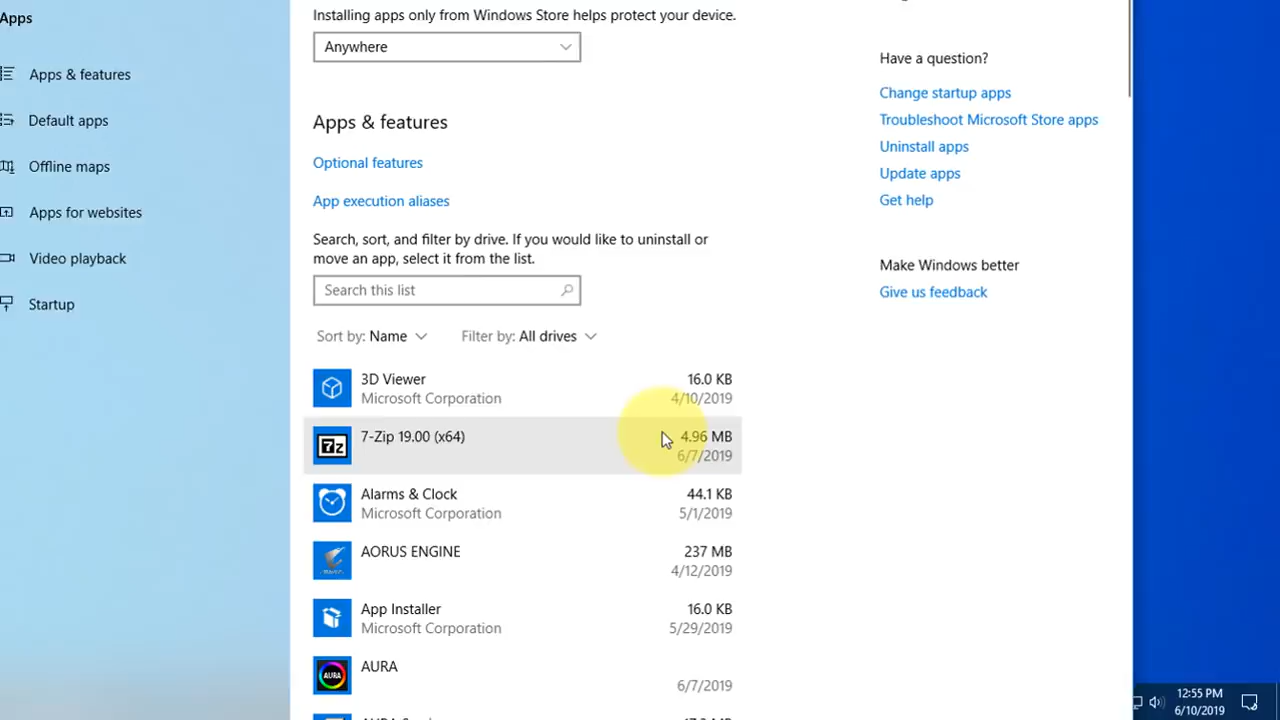 Apps
Apps & features
Default apps
Offline maps
Apps for websites
Video playback
Startup
Installing apps only from Windows Store helps protect your device.
Anywhere
Apps & features
Optional features
App execution aliases
Search, sort, and filter by drive. If you would like to uninstall or
move an app, select it from the list.
Search this list
Sort by: Name
Filter by: All drives
3D Viewer
16.0 KB
Microsoft Corporation
4/10/2019
7z
7-Zip 19.00 (x64)
4.96 MB
6/7/2019
Alarms & Clock
44.1 KB
Microsoft Corporation
5/1/2019
AORUS ENGINE
237 MB
4/12/2019
App Installer
16.0 KB
Microsoft Corporation
5/29/2019
AURA
AURA
6/7/2019
Have a question?
Change startup apps
Troubleshoot Microsoft Store apps
Uninstall apps
Update apps
Get help
Make Windows better
Give us feedback
12:55 PM
6/10/2019